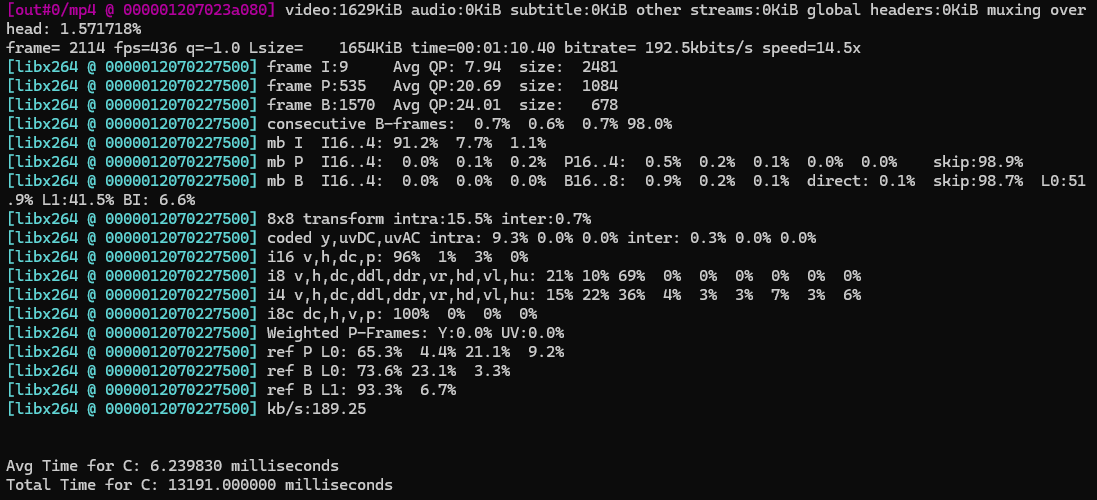 [out#0/mp4 @ 000001207023a080] video:1629KiB audio:0KiB subtitle:0KiB other streams:0KiB global headers:0KiB muxing over
head: 1.571718%
frame= 2114 fps=436 q=-1.0 Lsize=    1654KiB time=00:01:10.40 bitrate= 192.5kbits/s speed=14.5x
[libx264 @ 0000012070227500] frame I:9     Avg QP: 7.94  size:  2481
[libx264 @ 0000012070227500] frame P:535   Avg QP:20.69  size:  1084
[libx264 @ 0000012070227500] frame B:1570  Avg QP:24.01  size:   678
[libx264 @ 0000012070227500] consecutive B-frames:  0.7%  0.6%  0.7% 98.0%
[libx264 @ 0000012070227500] mb I  I16..4: 91.2%  7.7%  1.1%
[libx264 @ 0000012070227500] mb P  I16..4:  0.0%  0.1%  0.2%  P16..4:  0.5%  0.2%  0.1%  0.0%  0.0%    skip:98.9%
[libx264 @ 0000012070227500] mb B  I16..4:  0.0%  0.0%  0.0%  B16..8:  0.9%  0.2%  0.1%  direct: 0.1%  skip:98.7%  L0:51
.9% L1:41.5% BI: 6.6%
[libx264 @ 0000012070227500] 8x8 transform intra:15.5% inter:0.7%
[libx264 @ 0000012070227500] coded y,uvDC,uvAC intra: 9.3% 0.0% 0.0% inter: 0.3% 0.0% 0.0%
[libx264 @ 0000012070227500] i16 v,h,dc,p: 96%  1%  3%  0%
[libx264 @ 0000012070227500] i8 v,h,dc,ddl,ddr,vr,hd,vl,hu: 21% 10% 69%  0%  0%  0%  0%  0%  0%
[libx264 @ 0000012070227500] i4 v,h,dc,ddl,ddr,vr,hd,vl,hu: 15% 22% 36%  4%  3%  3%  7%  3%  6%
[libx264 @ 0000012070227500] i8c dc,h,v,p: 100%  0%  0%  0%
[libx264 @ 0000012070227500] Weighted P-Frames: Y:0.0% UV:0.0%
[libx264 @ 0000012070227500] ref P L0: 65.3%  4.4% 21.1%  9.2%
[libx264 @ 0000012070227500] ref B L0: 73.6% 23.1%  3.3%
[libx264 @ 0000012070227500] ref B L1: 93.3%  6.7%
[libx264 @ 0000012070227500] kb/s:189.25
Avg Time for C: 6.239830 milliseconds
Total Time for C: 13191.000000 milliseconds